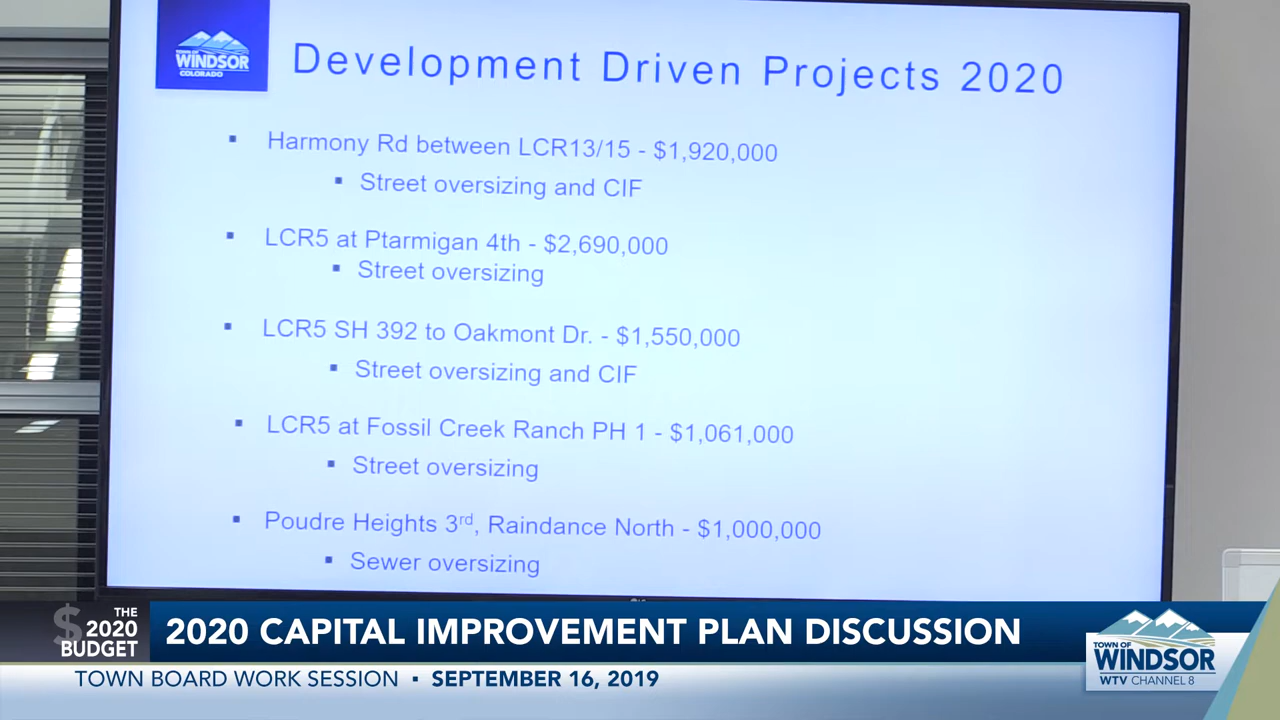 TOWN OF
WINDSOR
COLORADO
Development Driven Projects 2020
▪ Harmony Rd between LCR13/15 - $1,920,000
▪ Street oversizing and CIF
▪ LCR5 at Ptarmigan 4th - $2,690,000
▪ Street oversizing
▪ LCR5 SH 392 to Oakmont Dr. - $1,550,000
▪ Street oversizing and CIF
▪ LCR5 at Fossil Creek Ranch PH 1 - $1,061,000
▪ Street oversizing
▪ Poudre Heights 3rd, Raindance North - $1,000,000
▪ Sewer oversizing
$ THE
2020
BUDGET
2020 CAPITAL IMPROVEMENT PLAN DISCUSSION
TOWN BOARD WORK SESSION ▪ SEPTEMBER 16, 2019
TOWN OF
WINDSOR
WTV CHANNEL 8